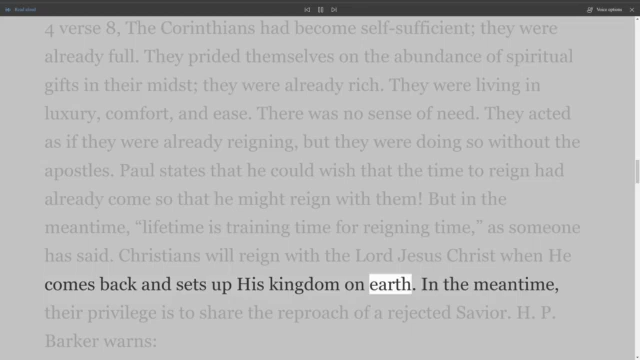 Read aloud
Voice options
4 verse 8, The Corinthians had become self-sufficient; they were
already full. They prided themselves on the abundance of spiritual
gifts in their midst; they were already rich. They were living in
luxury, comfort, and ease. There was no sense of need. They acted
as if they were already reigning, but they were doing so without the
apostles. Paul states that he could wish that the time to reign had
already come so that he might reign with them! But in the
meantime, “lifetime is training time for reigning time,” as someone
has said. Christians will reign with the Lord Jesus Christ when He
comes back and sets up His kingdom on earth. In the meantime,
their privilege is to share the reproach of a rejected Savior. H. P.
Barker warns: